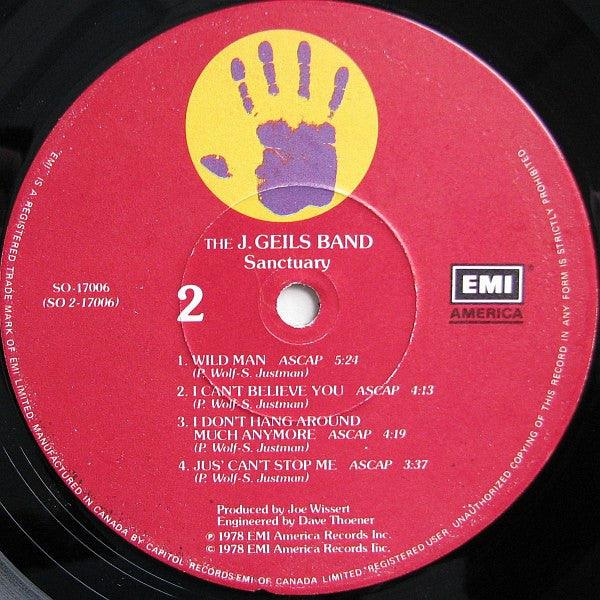 THE J. GEILS BAND
Sanctuary
SO-17006
(SO 2-17006)
2
EMI
AMERICA
1. WILD MAN ASCAP 5:24
(P. Wolf-S. Justman)
2. I CAN'T BELIEVE YOU ASCAP 4:13
(P. Wolf-S. Justman)
3. I DON'T HANG AROUND
MUCH ANYMORE ASCAP 4:19
(P. Wolf-S. Justman)
4. JUS' CAN'T STOP ME ASCAP 3:37
(P. Wolf-S. Justman)
Produced by Joe Wissert
Engineered by Dave Thoener
℗ 1978 EMI America Records Inc.
© 1978 EMI America Records Inc.
"EMI" IS A REGISTERED TRADE MARK OF EMI LIMITED. MANUFACTURED IN CANADA BY CAPITOL RECORDS-EMI OF CANADA LIMITED. REGISTERED USER. UNAUTHORIZED COPYING OF THIS RECORD IN ANY FORM IS STRICTLY PROHIBITED